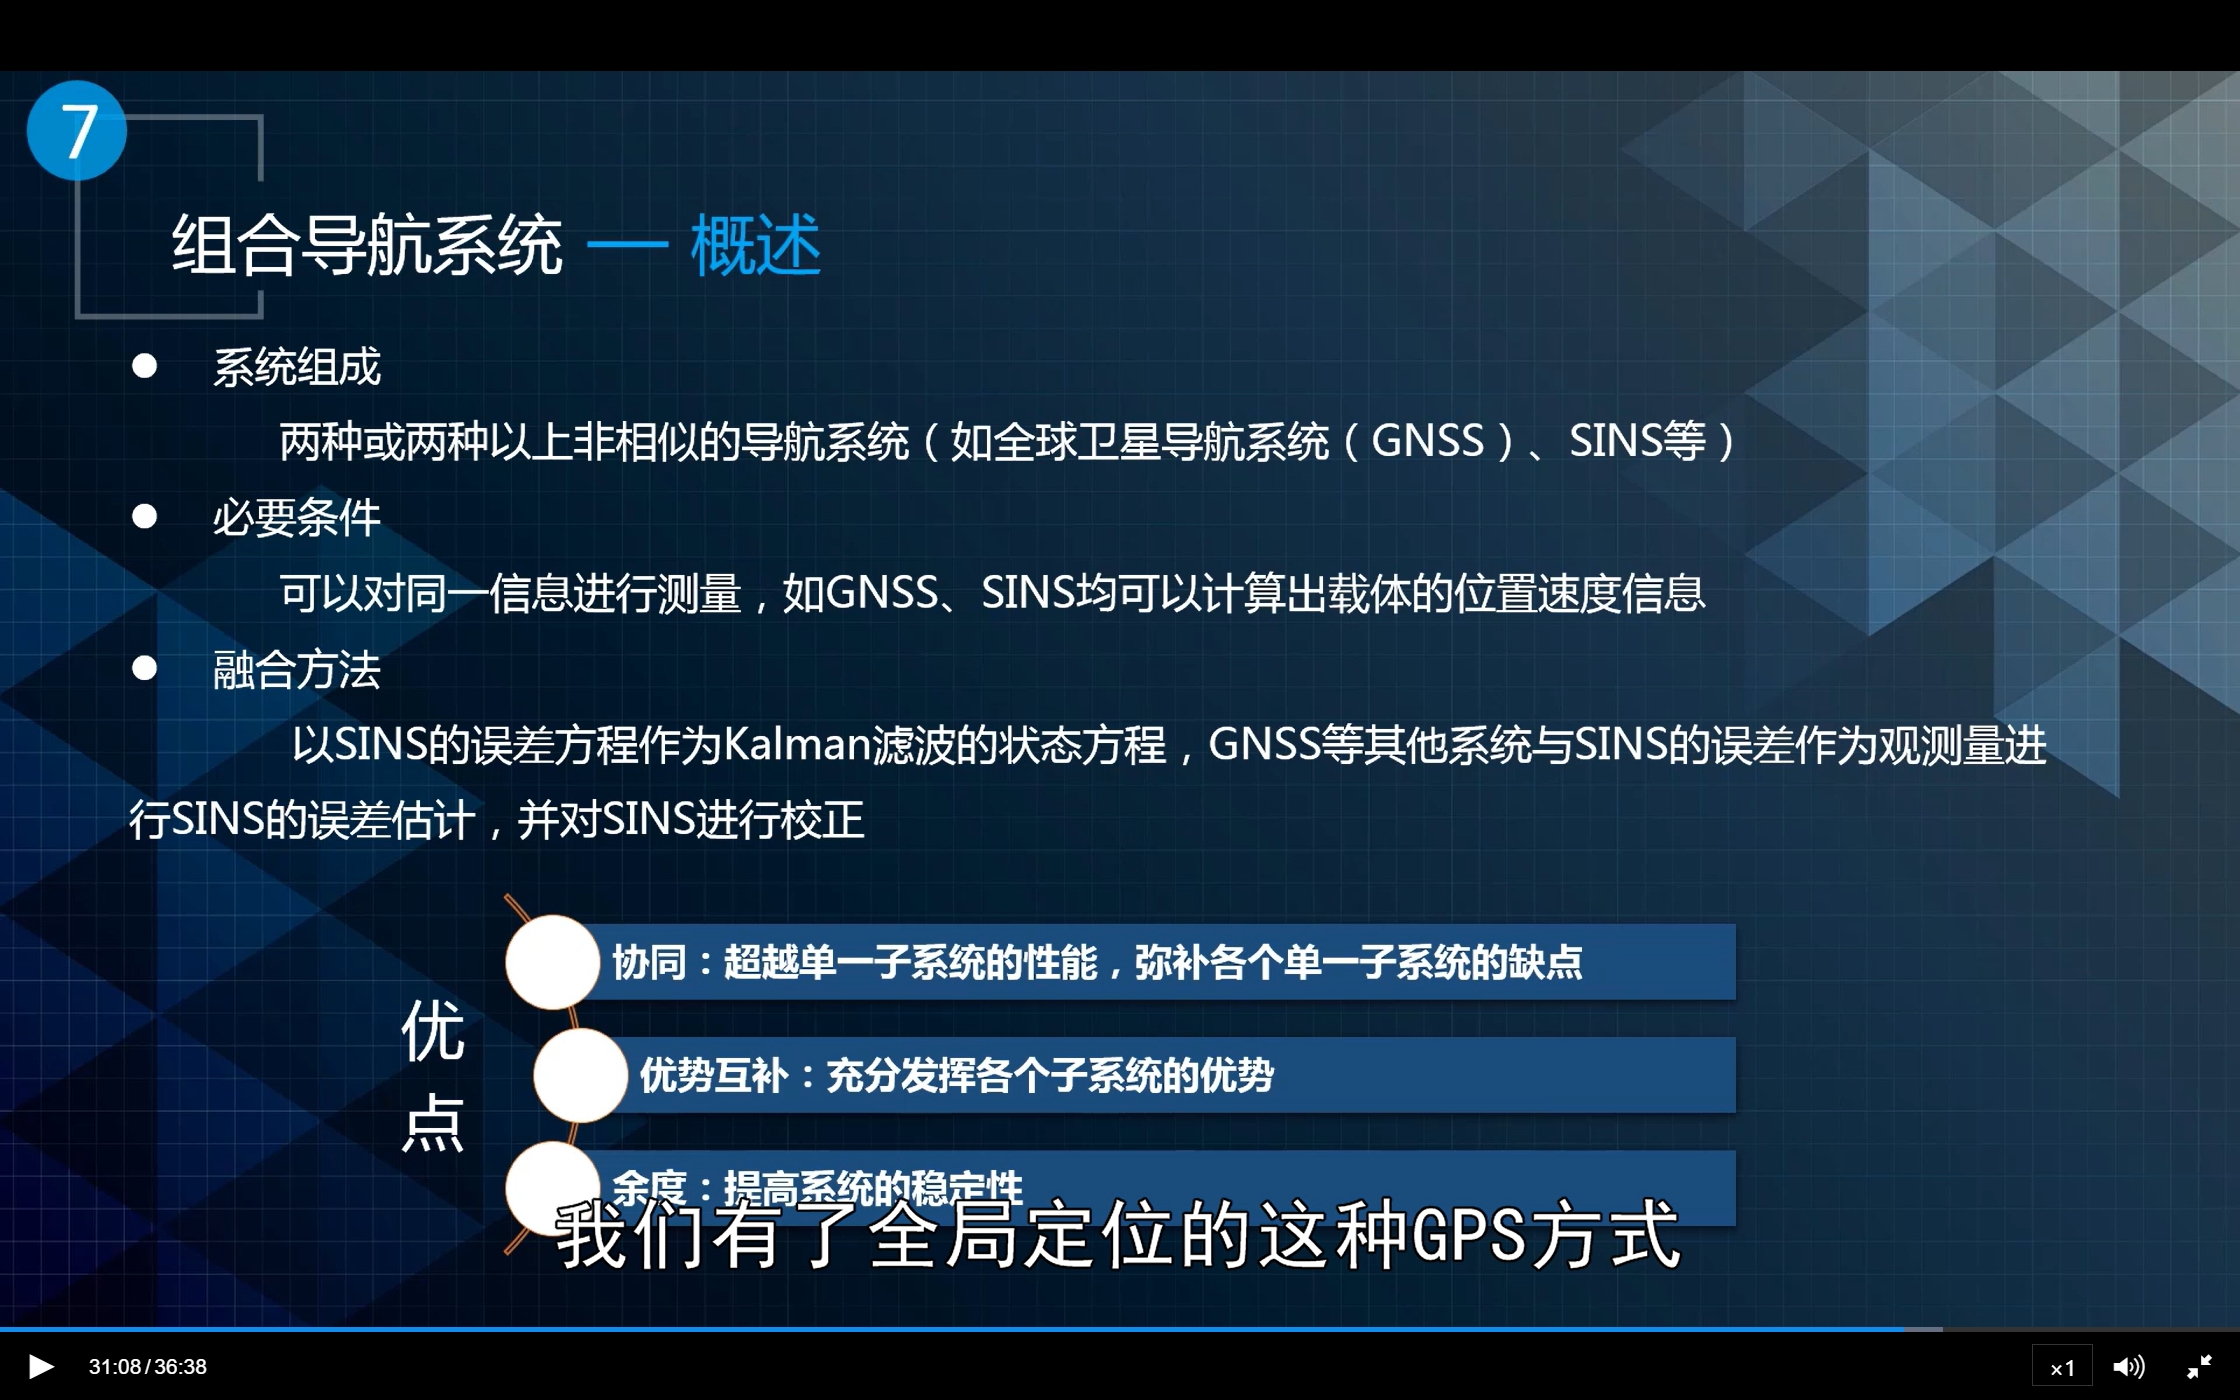 7
组合导航系统 — 概述
● 系统组成
两种或两种以上非相似的导航系统（如全球卫星导航系统（GNSS）、SINS等）
● 必要条件
可以对同一信息进行测量，如GNSS、SINS均可以计算出载体的位置速度信息
● 融合方法
以SINS的误差方程作为Kalman滤波的状态方程，GNSS等其他系统与SINS的误差作为观测量进
行SINS的误差估计，并对SINS进行校正
优
点
协同：超越单一子系统的性能，弥补各个单一子系统的缺点
优势互补：充分发挥各个子系统的优势
余度：提高系统的稳定性
我们有了全局定位的这种GPS方式
31:08/36:38
×1